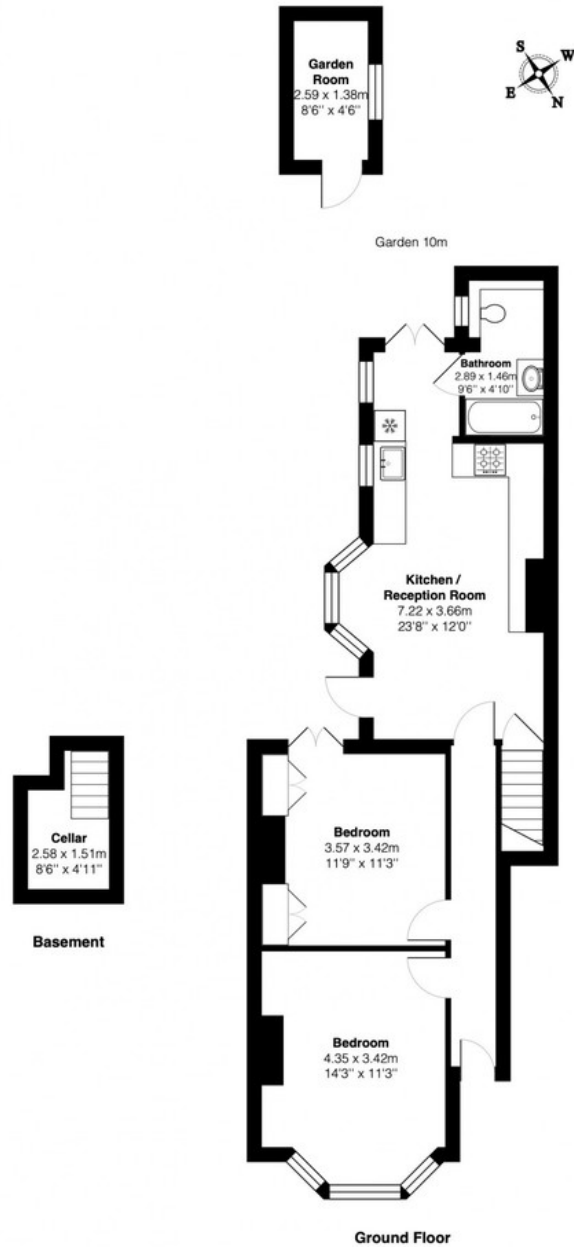 Garden
Room
2.59 x 1.38m
8'6'' x 4'6''
S
W
E
N
Garden 10m
Bathroom
2.89 x 1.46m
9'6'' x 4'10''
Kitchen /
Reception Room
7.22 x 3.66m
23'8'' x 12'0''
Cellar
2.58 x 1.51m
8'6'' x 4'11''
Basement
Bedroom
3.57 x 3.42m
11'9'' x 11'3''
Bedroom
4.35 x 3.42m
14'3'' x 11'3''
Ground Floor